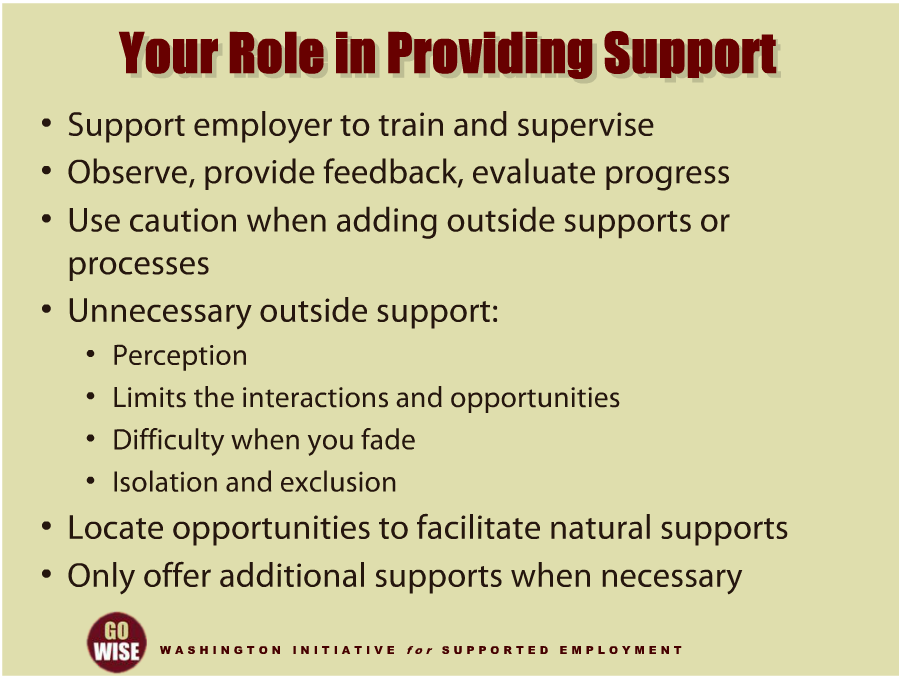 Your Role in Providing Support
• Support employer to train and supervise
• Observe, provide feedback, evaluate progress
• Use caution when adding outside supports or
processes
• Unnecessary outside support:
• Perception
• Limits the interactions and opportunities
• Difficulty when you fade
• Isolation and exclusion
• Locate opportunities to facilitate natural supports
• Only offer additional supports when necessary
GO
WISE
WASHINGTON INITIATIVE for SUPPORTED EMPLOYMENT